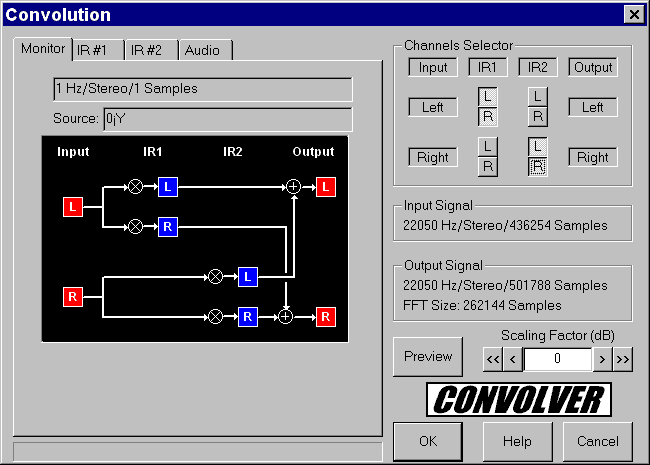 Convolution
Monitor IR #1 IR #2 Audio
1 Hz/Stereo/1 Samples
Source: 0¡Y
Input IR1 IR2 Output
L L L
R
L
R R R
Channels Selector
Input IR1 IR2 Output
Left L R L R Left
Right L R L R Right
Input Signal
22050 Hz/Stereo/436254 Samples
Output Signal
22050 Hz/Stereo/501788 Samples
FFT Size: 262144 Samples
Preview
Scaling Factor (dB)
<< < 0 > >>
CONVOLVER
OK Help Cancel